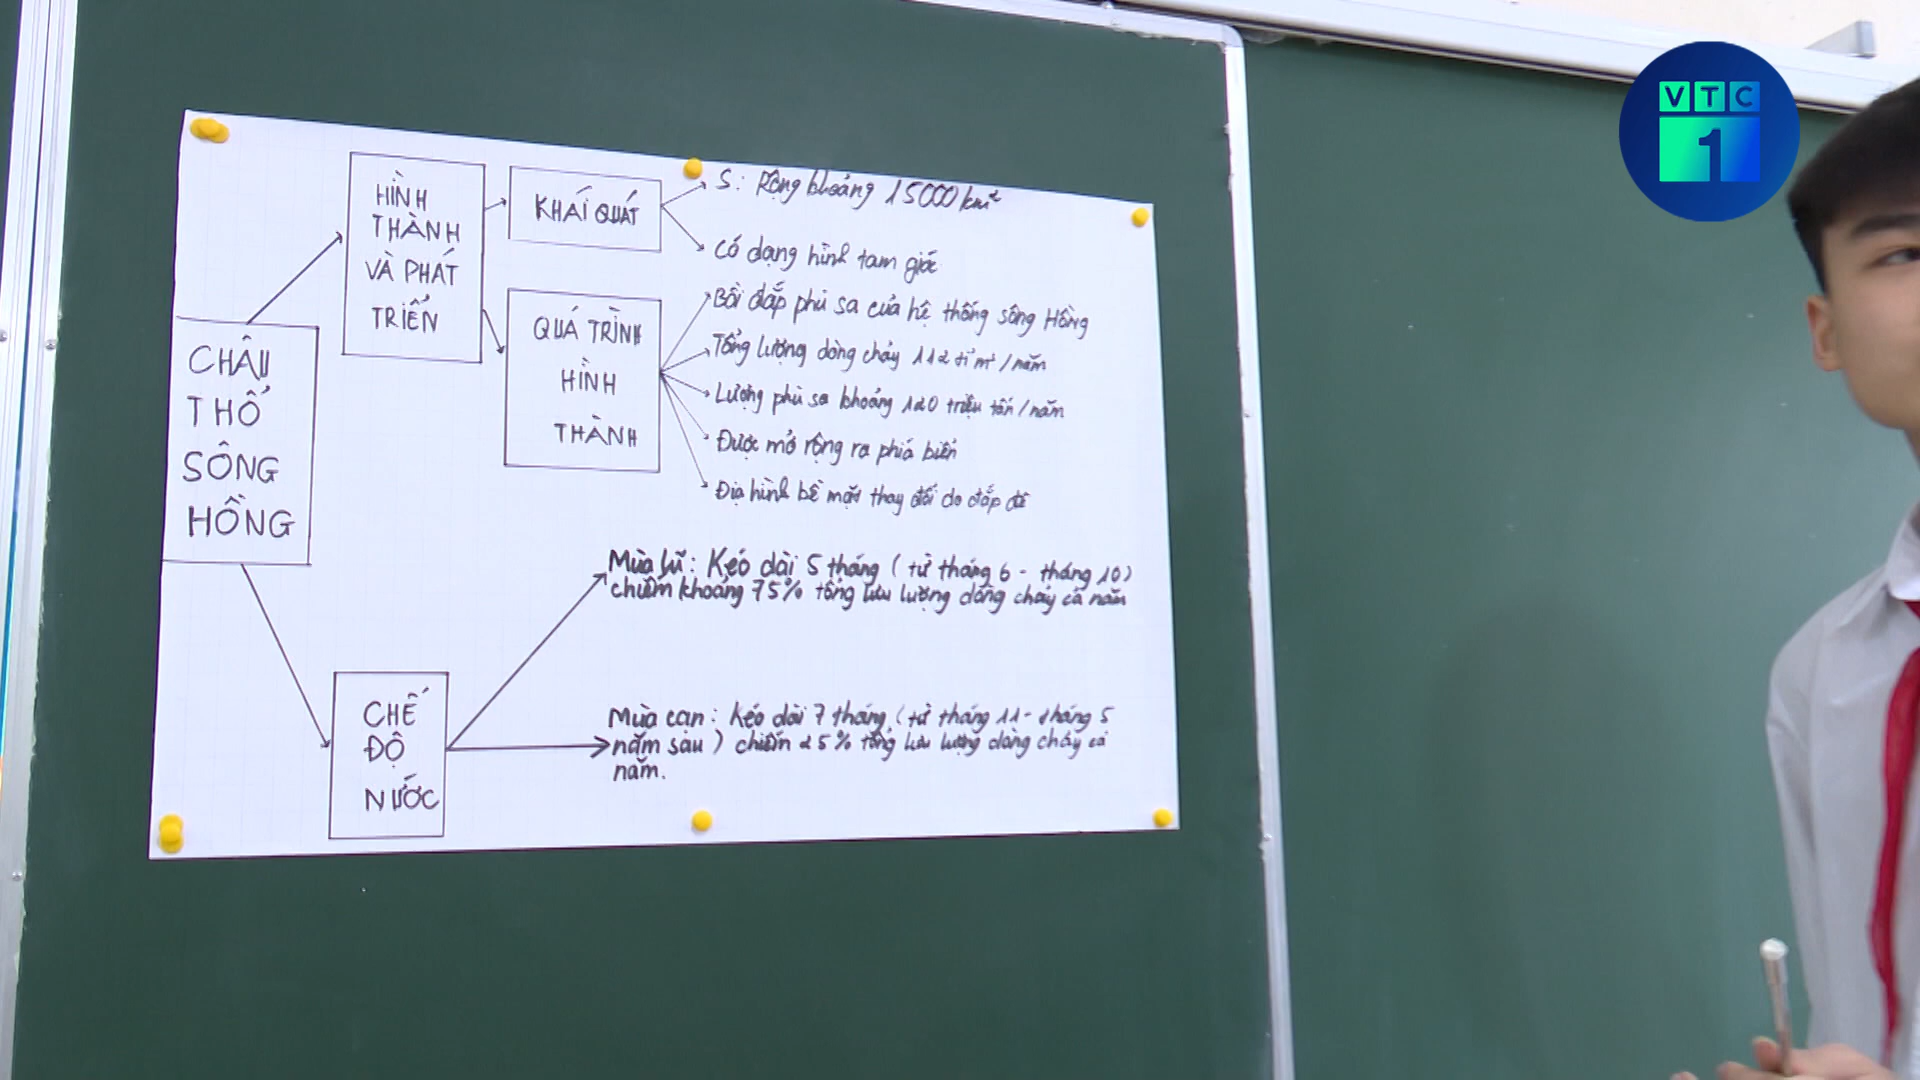 VTC
1
CHÂU
THỔ
SÔNG
HỒNG
HÌNH
THÀNH
VÀ PHÁT
TRIỂN
KHÁI QUÁT
S: Rộng khoảng 15000 km²
Có dạng hình tam giác
QUÁ TRÌNH
HÌNH
THÀNH
Bồi đắp phù sa của hệ thống sông Hồng
Tổng lượng dòng chảy 112 tỉ m³/năm
Lượng phù sa khoảng 120 triệu tấn/năm
Được mở rộng ra phía biển
Địa hình bề mặt thay đổi do đắp đê
CHẾ
ĐỘ
NƯỚC
Mùa lũ: Kéo dài 5 tháng (từ tháng 6 - tháng 10)
chiếm khoảng 75% tổng lưu lượng dòng chảy cả năm
Mùa cạn: Kéo dài 7 tháng (từ tháng 11 - tháng 5
năm sau) chiếm 25% tổng lưu lượng dòng chảy cả
năm.